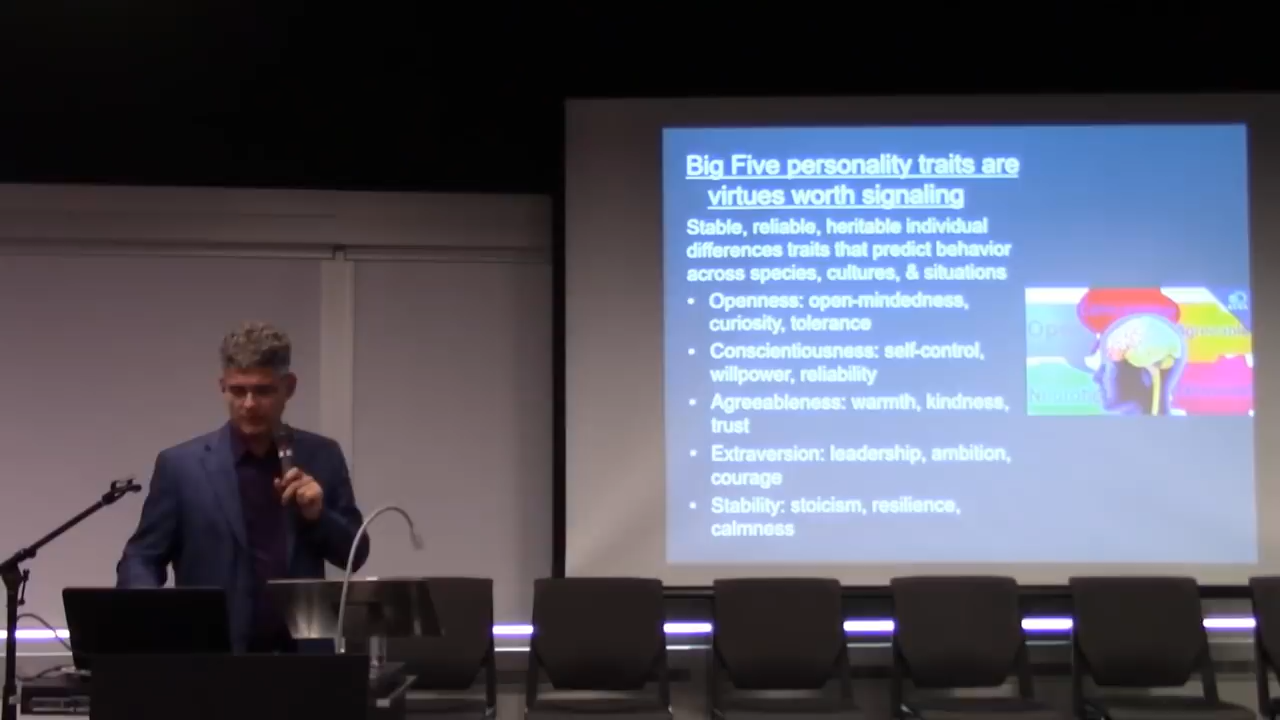 Big Five personality traits are
virtues worth signaling
Stable, reliable, heritable individual
differences traits that predict behavior
across species, cultures, & situations
• Openness: open-mindedness,
curiosity, tolerance
• Conscientiousness: self-control,
willpower, reliability
• Agreeableness: warmth, kindness,
trust
• Extraversion: leadership, ambition,
courage
• Stability: stoicism, resilience,
calmness